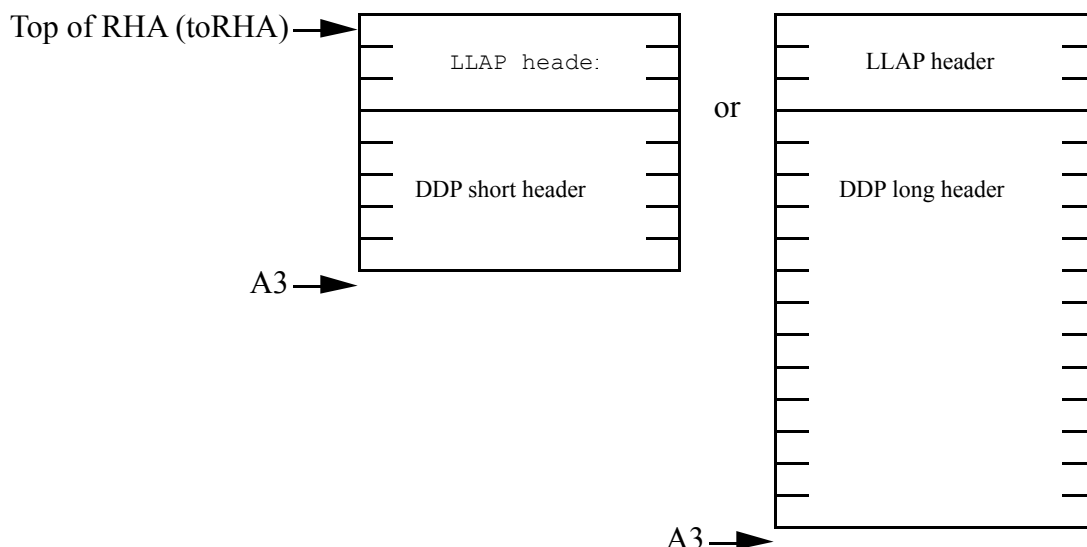 Top of RHA (toRHA)
LLAP heade:
or
LLAP header
DDP short header
DDP long header
A3
A3